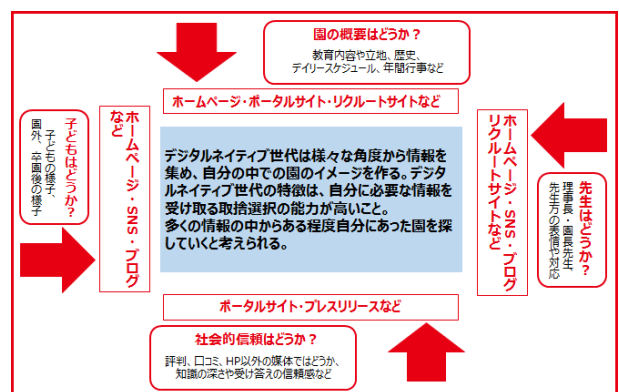 園の概要はどうか？
教育内容や立地、歴史、
デイリースケジュール、年間行事など
ホームページ・ポータルサイト・リクルートサイトなど
子どもはどうか？
子どもの様子、
園外、卒園後の様子
ホームページ・SNS・ブログ
など
デジタルネイティブ世代は様々な角度から情報を
集め、自分の中での園のイメージを作る。デジタ
ルネイティブ世代の特徴は、自分に必要な情報を
受け取る取捨選択の能力が高いこと。
多くの情報の中からある程度自分にあった園を探
していくと考えられる。
ホームページ・SNS・ブログ
リクルートサイトなど
先生はどうか？
理事長・園長先生、
先生方の表情や対応
ポータルサイト・プレスリリースなど
社会的信頼はどうか？
評判、口コミ、HP以外の媒体ではどうか、
知識の深さや受け答えの信頼感など